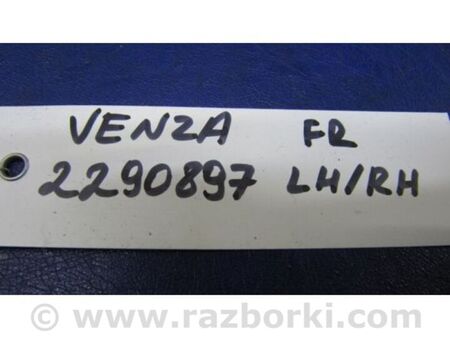 VENZA FR
2290897 LH/RH
© www.razborki.com